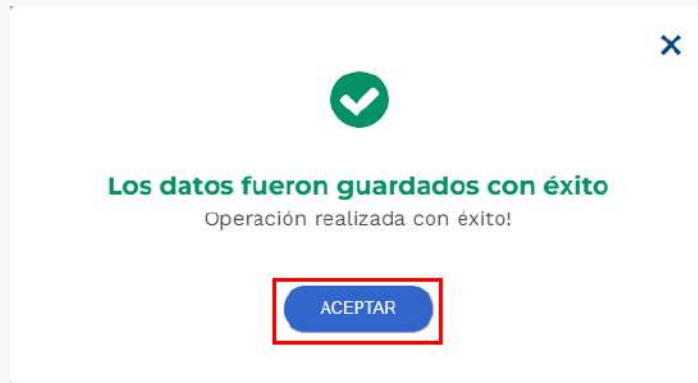 Los datos fueron guardados con éxito
Operación realizada con éxito!
ACEPTAR